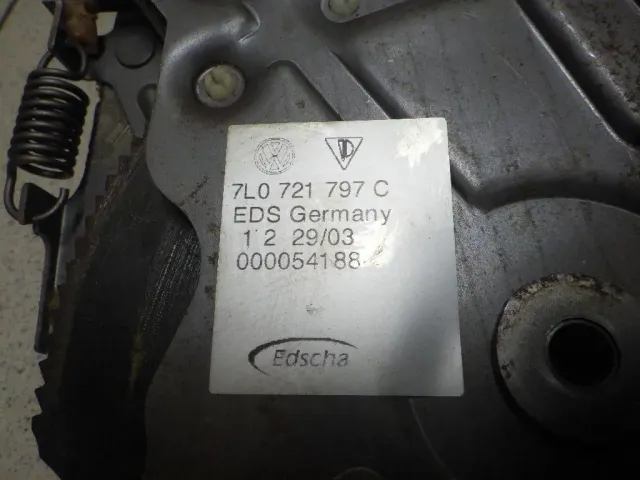 7L0 721 797 C
EDS Germany
1 2 29/03
000054188
Edscha